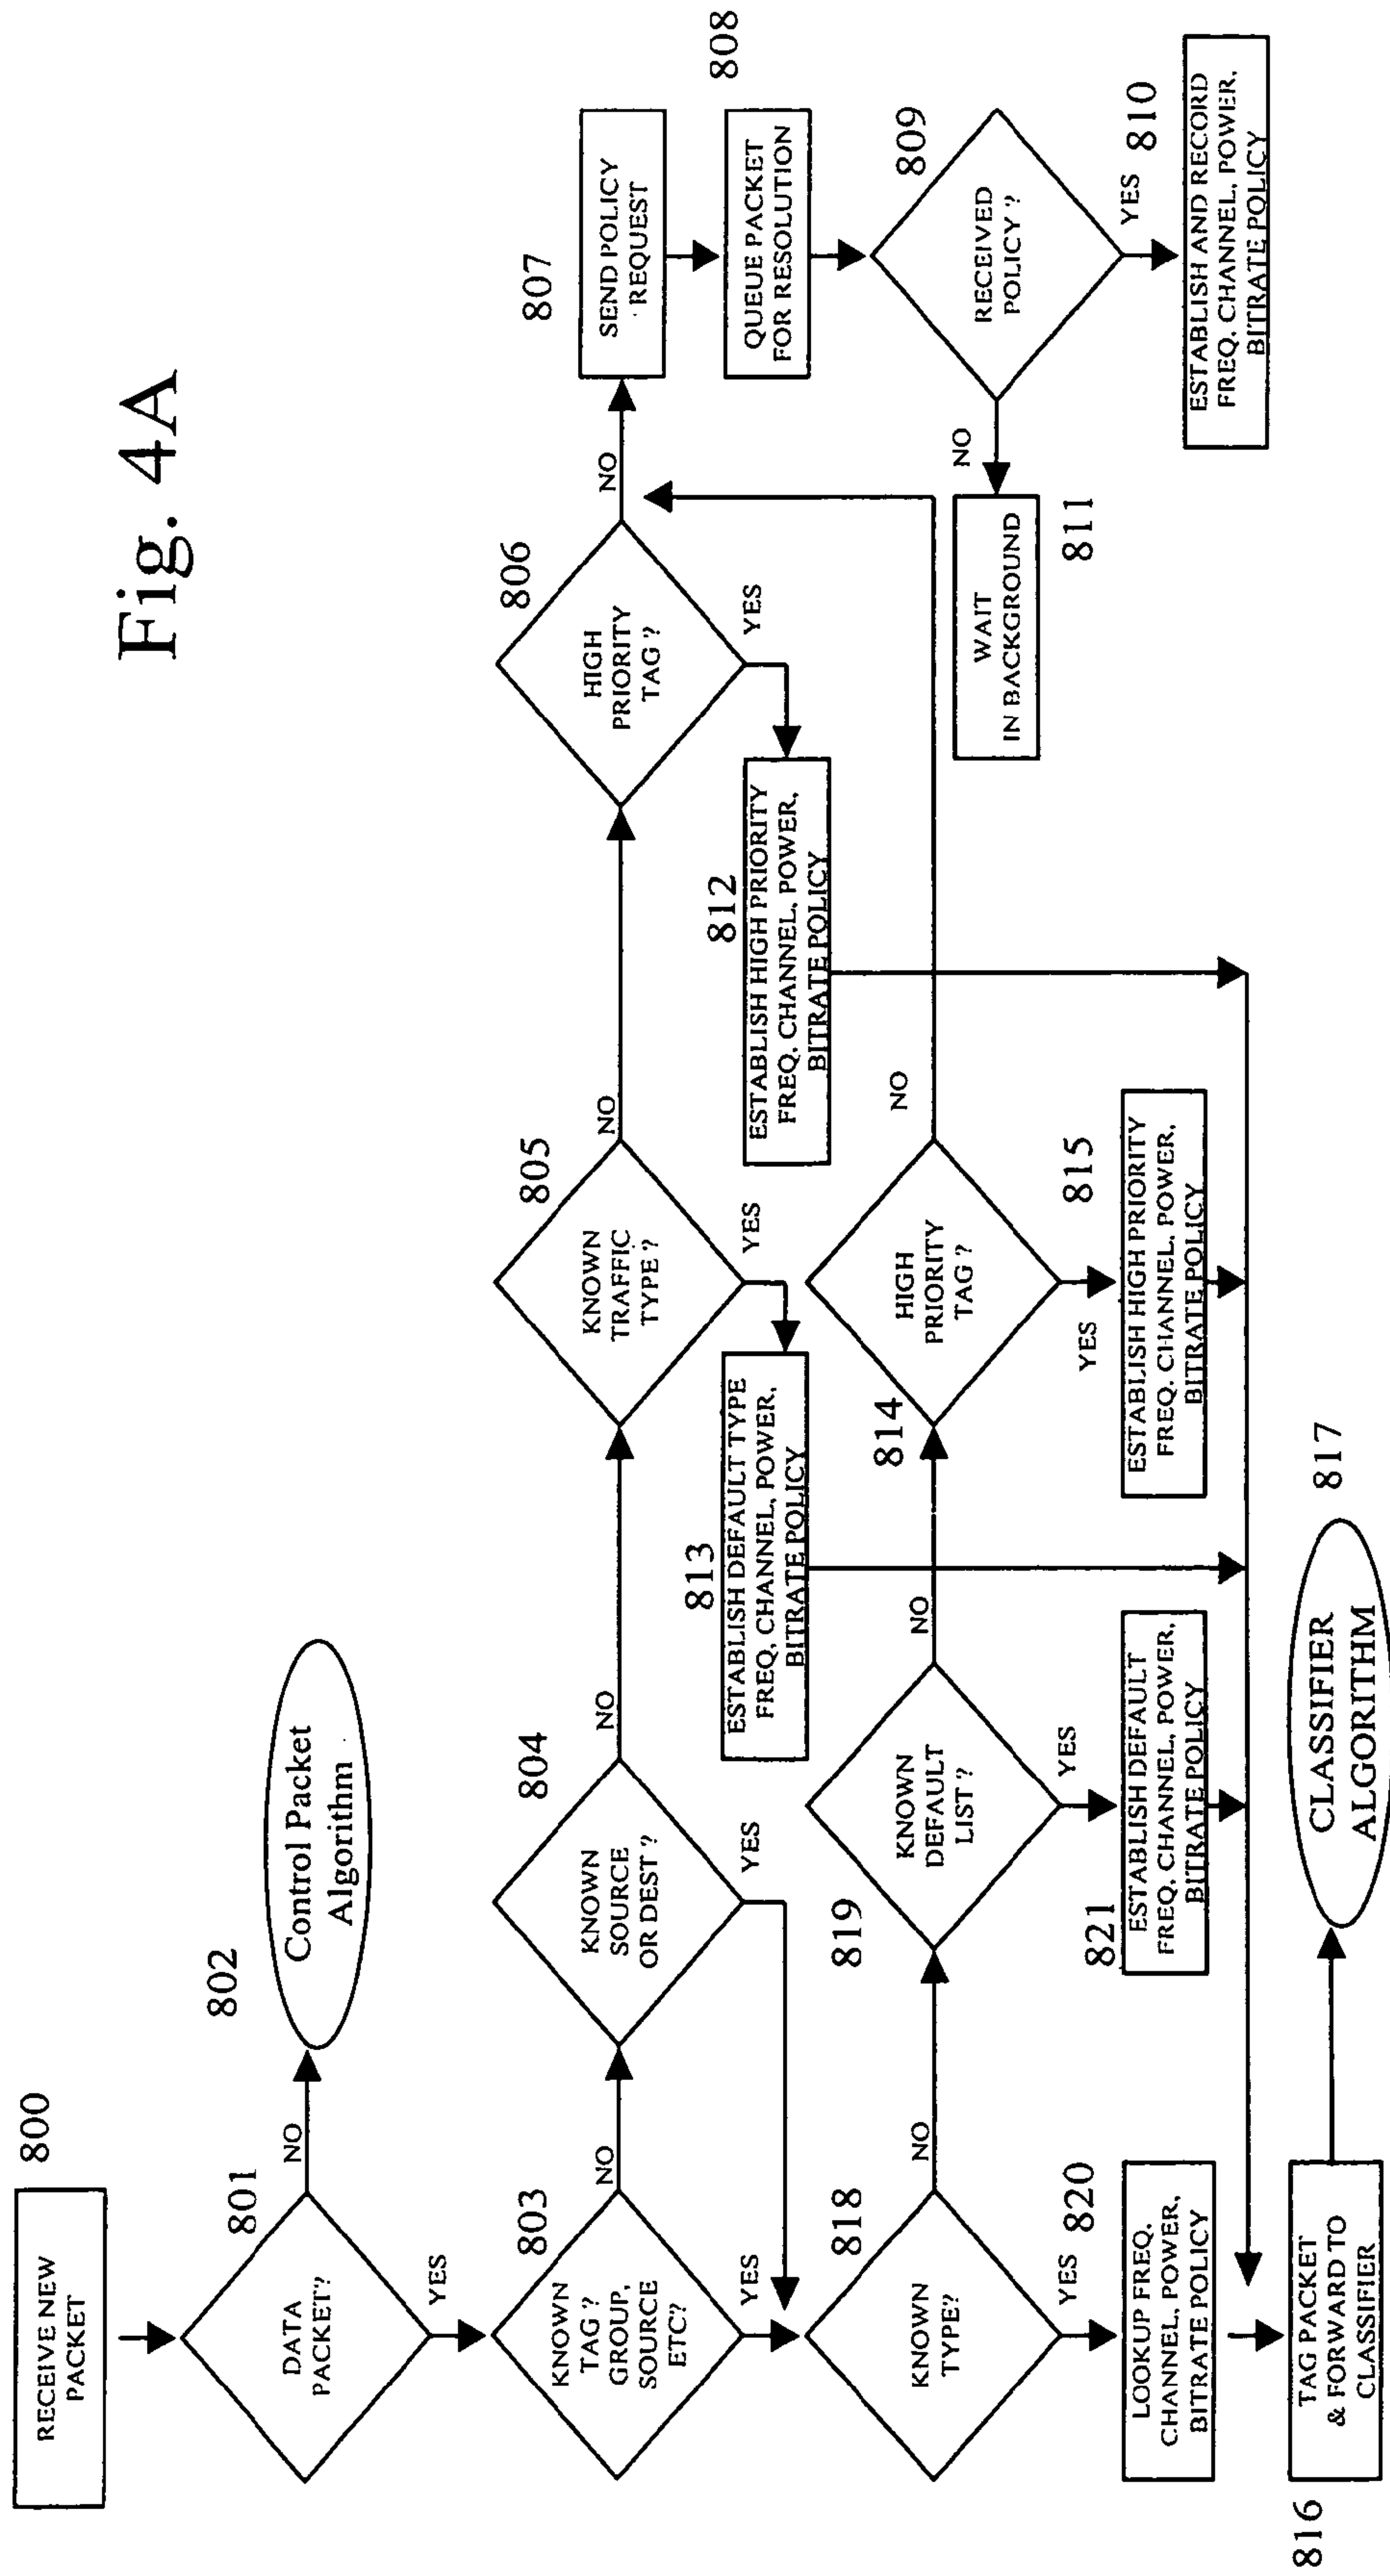 Fig. 4A
800
RECEIVE NEW
PACKET
801
DATA
PACKET?
NO
802
Control Packet
Algorithm
YES
803
KNOWN
TAG ?
GROUP,
SOURCE
ETC?
NO
804
KNOWN
SOURCE
OR DEST ?
NO
805
KNOWN
TRAFFIC
TYPE ?
NO
806
HIGH
PRIORITY
TAG ?
NO
807
SEND POLICY
REQUEST
808
QUEUE PACKET
FOR RESOLUTION
809
RECEIVED
POLICY ?
YES
810
ESTABLISH AND RECORD
FREQ. CHANNEL, POWER,
BITRATE POLICY
NO
WAIT
IN BACKGROUND
811
YES
812
ESTABLISH HIGH PRIORITY
FREQ. CHANNEL, POWER,
BITRATE POLICY
YES
813
ESTABLISH DEFAULT TYPE
FREQ, CHANNEL, POWER,
BITRATE POLICY
YES
YES
818
KNOWN
TYPE?
NO
819
KNOWN
DEFAULT
LIST ?
NO
814
HIGH
PRIORITY
TAG ?
NO
YES
820
LOOKUP FREQ.
CHANNEL, POWER,
BITRATE POLICY
YES
821
ESTABLISH DEFAULT
FREQ, CHANNEL, POWER,
BITRATE POLICY
YES
815
ESTABLISH HIGH PRIORITY
FREQ. CHANNEL, POWER,
BITRATE POLICY
816
TAG PACKET
& FORWARD TO
CLASSIFIER
817
CLASSIFIER
ALGORITHM